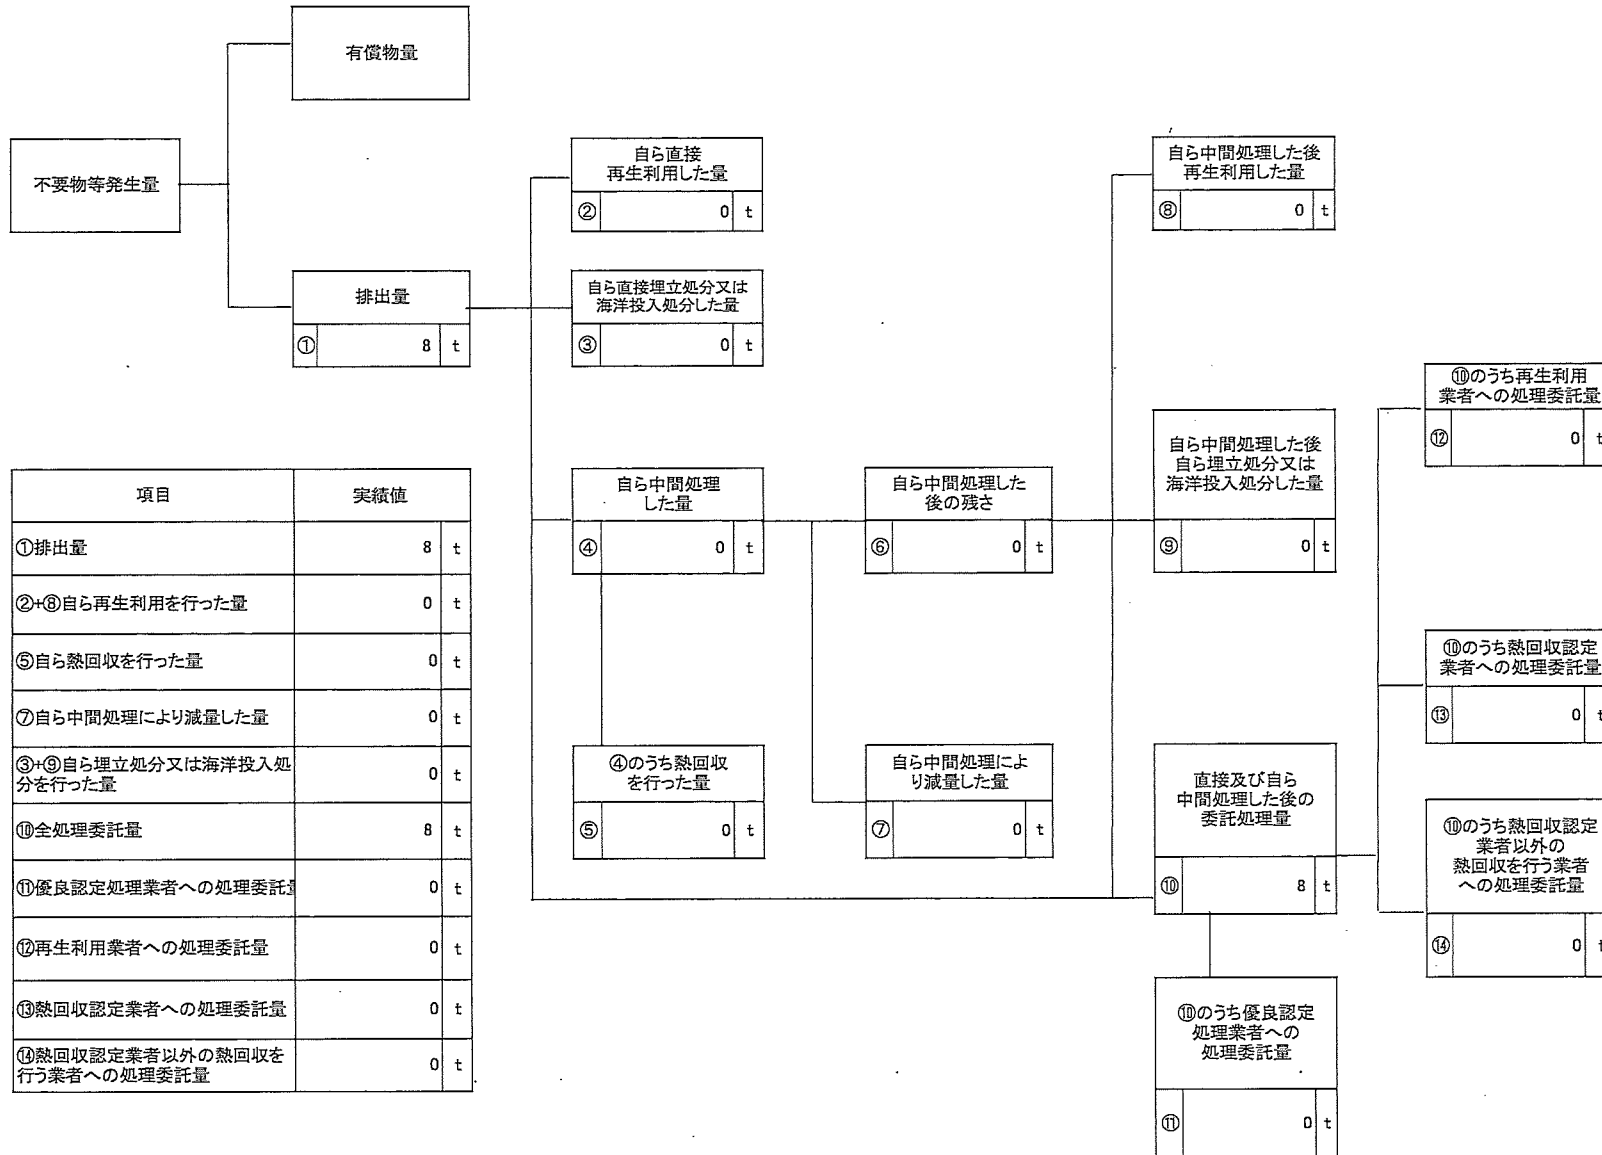 有償物量
不要物等発生量
排出量
① 8 t
自ら直接
再生利用した量
② 0 t
自ら直接埋立処分又は
海洋投入処分した量
③ 0 t
自ら中間処理
した量
④ 0 t
④のうち熱回収
を行った量
⑤ 0 t
自ら中間処理した
後の残さ
⑥ 0 t
自ら中間処理によ
り減量した量
⑦ 0 t
自ら中間処理した後
再生利用した量
⑧ 0 t
自ら中間処理した後
自ら埋立処分又は
海洋投入処分した量
⑨ 0 t
直接及び自ら
中間処理した後の
委託処理量
⑩ 8 t
⑩のうち優良認定
処理業者への
処理委託量
⑪ 0 t
⑩のうち再生利用
業者への処理委託量
⑫ 0 t
⑩のうち熱回収認定
業者への処理委託量
⑬ 0 t
⑩のうち熱回収認定
業者以外の
熱回収を行う業者
への処理委託量
⑭ 0 t
項目 実績値
①排出量 8 t
②+⑧自ら再生利用を行った量 0 t
⑤自ら熱回収を行った量 0 t
⑦自ら中間処理により減量した量 0 t
③+⑨自ら埋立処分又は海洋投入処
分を行った量 0 t
⑩全処理委託量 8 t
⑪優良認定処理業者への処理委託量 0 t
⑫再生利用業者への処理委託量 0 t
⑬熱回収認定業者への処理委託量 0 t
⑭熱回収認定業者以外の熱回収を
行う業者への処理委託量 0 t